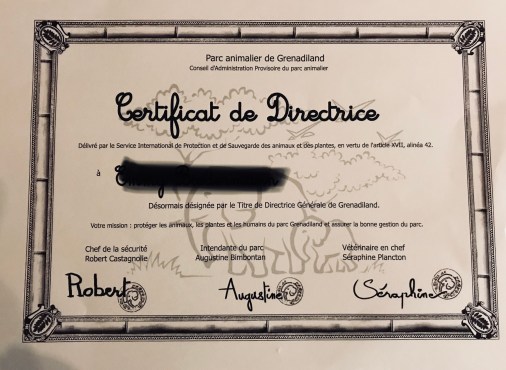 Parc animalier de Grenadiland
Conseil d'Administration Provisoire du parc animalier
Certificat de Directrice
Délivré par le Service International de Protection et de Sauvegarde des animaux et des plantes, en vertu de l'article XVII, alinéa 42.
à
Désormais désignée par le Titre de Directrice Générale de Grenadiland.
Votre mission : protéger les animaux, les plantes et les humains du parc Grenadiland et assurer la bonne gestion du parc.
Chef de la sécurité
Robert Castagnolle
Intendante du parc
Augustine Bimbontan
Vétérinaire en chef
Séraphine Plancton
Robert
Augustine
Séraphine